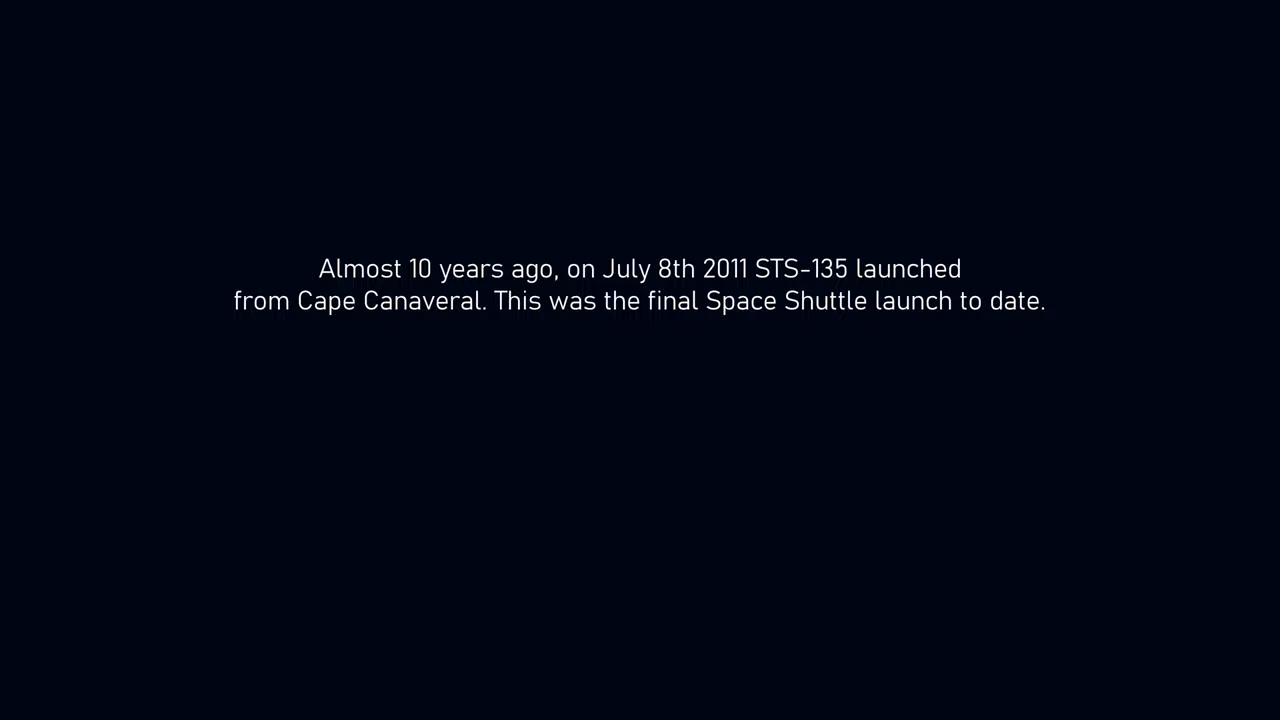 Almost 10 years ago, on July 8th 2011 STS-135 launched
from Cape Canaveral. This was the final Space Shuttle launch to date.